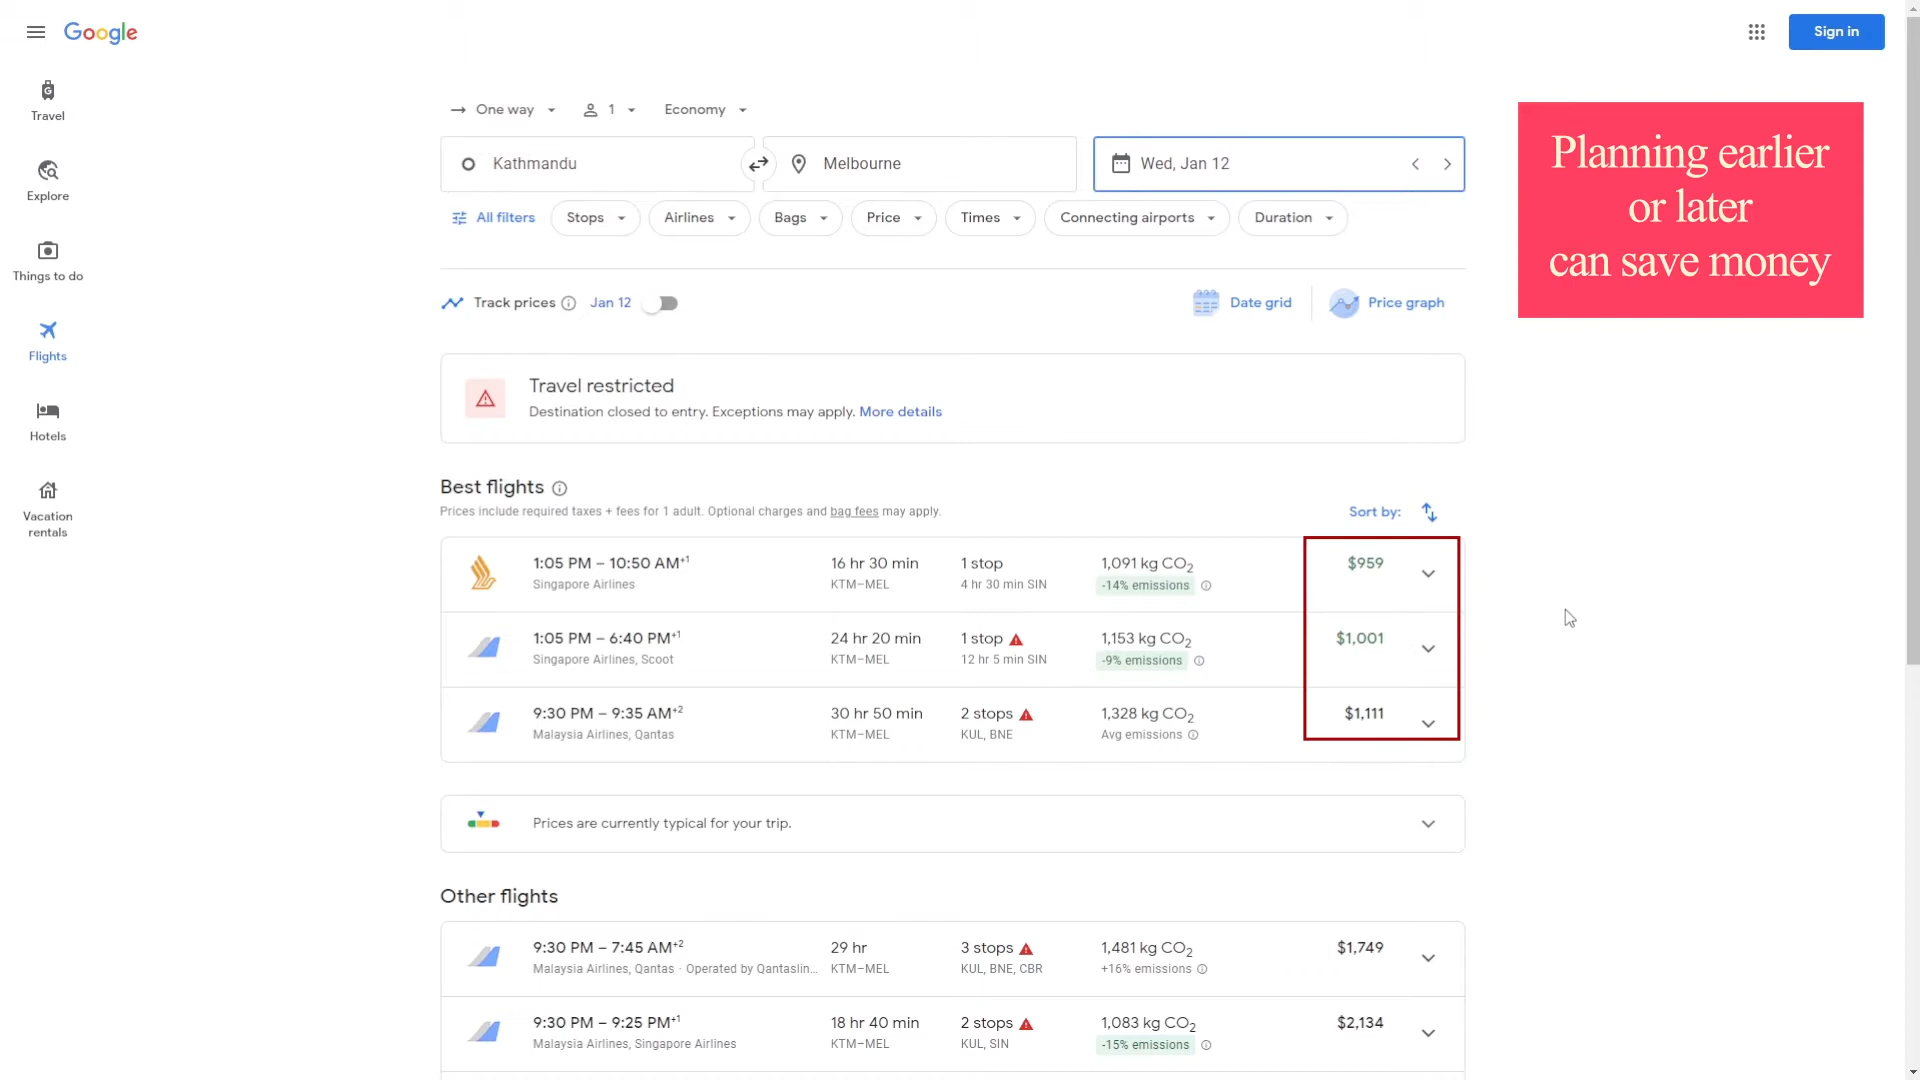 Google
Sign in
Travel
Explore
Things to do
Flights
Hotels
Vacation
rentals
One way
1
Economy
Kathmandu
Melbourne
Wed, Jan 12
All filters
Stops
Airlines
Bags
Price
Times
Connecting airports
Duration
Planning earlier
or later
can save money
Track prices
Jan 12
Date grid
Price graph
Travel restricted
Destination closed to entry. Exceptions may apply. More details
Best flights
Prices include required taxes + fees for 1 adult. Optional charges and bag fees may apply.
Sort by:
1:05 PM – 10:50 AM+1 16 hr 30 min 1 stop 1,091 kg CO2 $959
Singapore Airlines KTM–MEL 4 hr 30 min SIN -14% emissions
1:05 PM – 6:40 PM+1 24 hr 20 min 1 stop 1,153 kg CO2 $1,001
Singapore Airlines, Scoot KTM–MEL 12 hr 5 min SIN -9% emissions
9:30 PM – 9:35 AM+2 30 hr 50 min 2 stops 1,328 kg CO2 $1,111
Malaysia Airlines, Qantas KTM–MEL KUL, BNE Avg emissions
Prices are currently typical for your trip.
Other flights
9:30 PM – 7:45 AM+2 29 hr 3 stops 1,481 kg CO2 $1,749
Malaysia Airlines, Qantas · Operated by Qantaslin... KTM–MEL KUL, BNE, CBR +16% emissions
9:30 PM – 9:25 PM+1 18 hr 40 min 2 stops 1,083 kg CO2 $2,134
Malaysia Airlines, Singapore Airlines KTM–MEL KUL, SIN -15% emissions